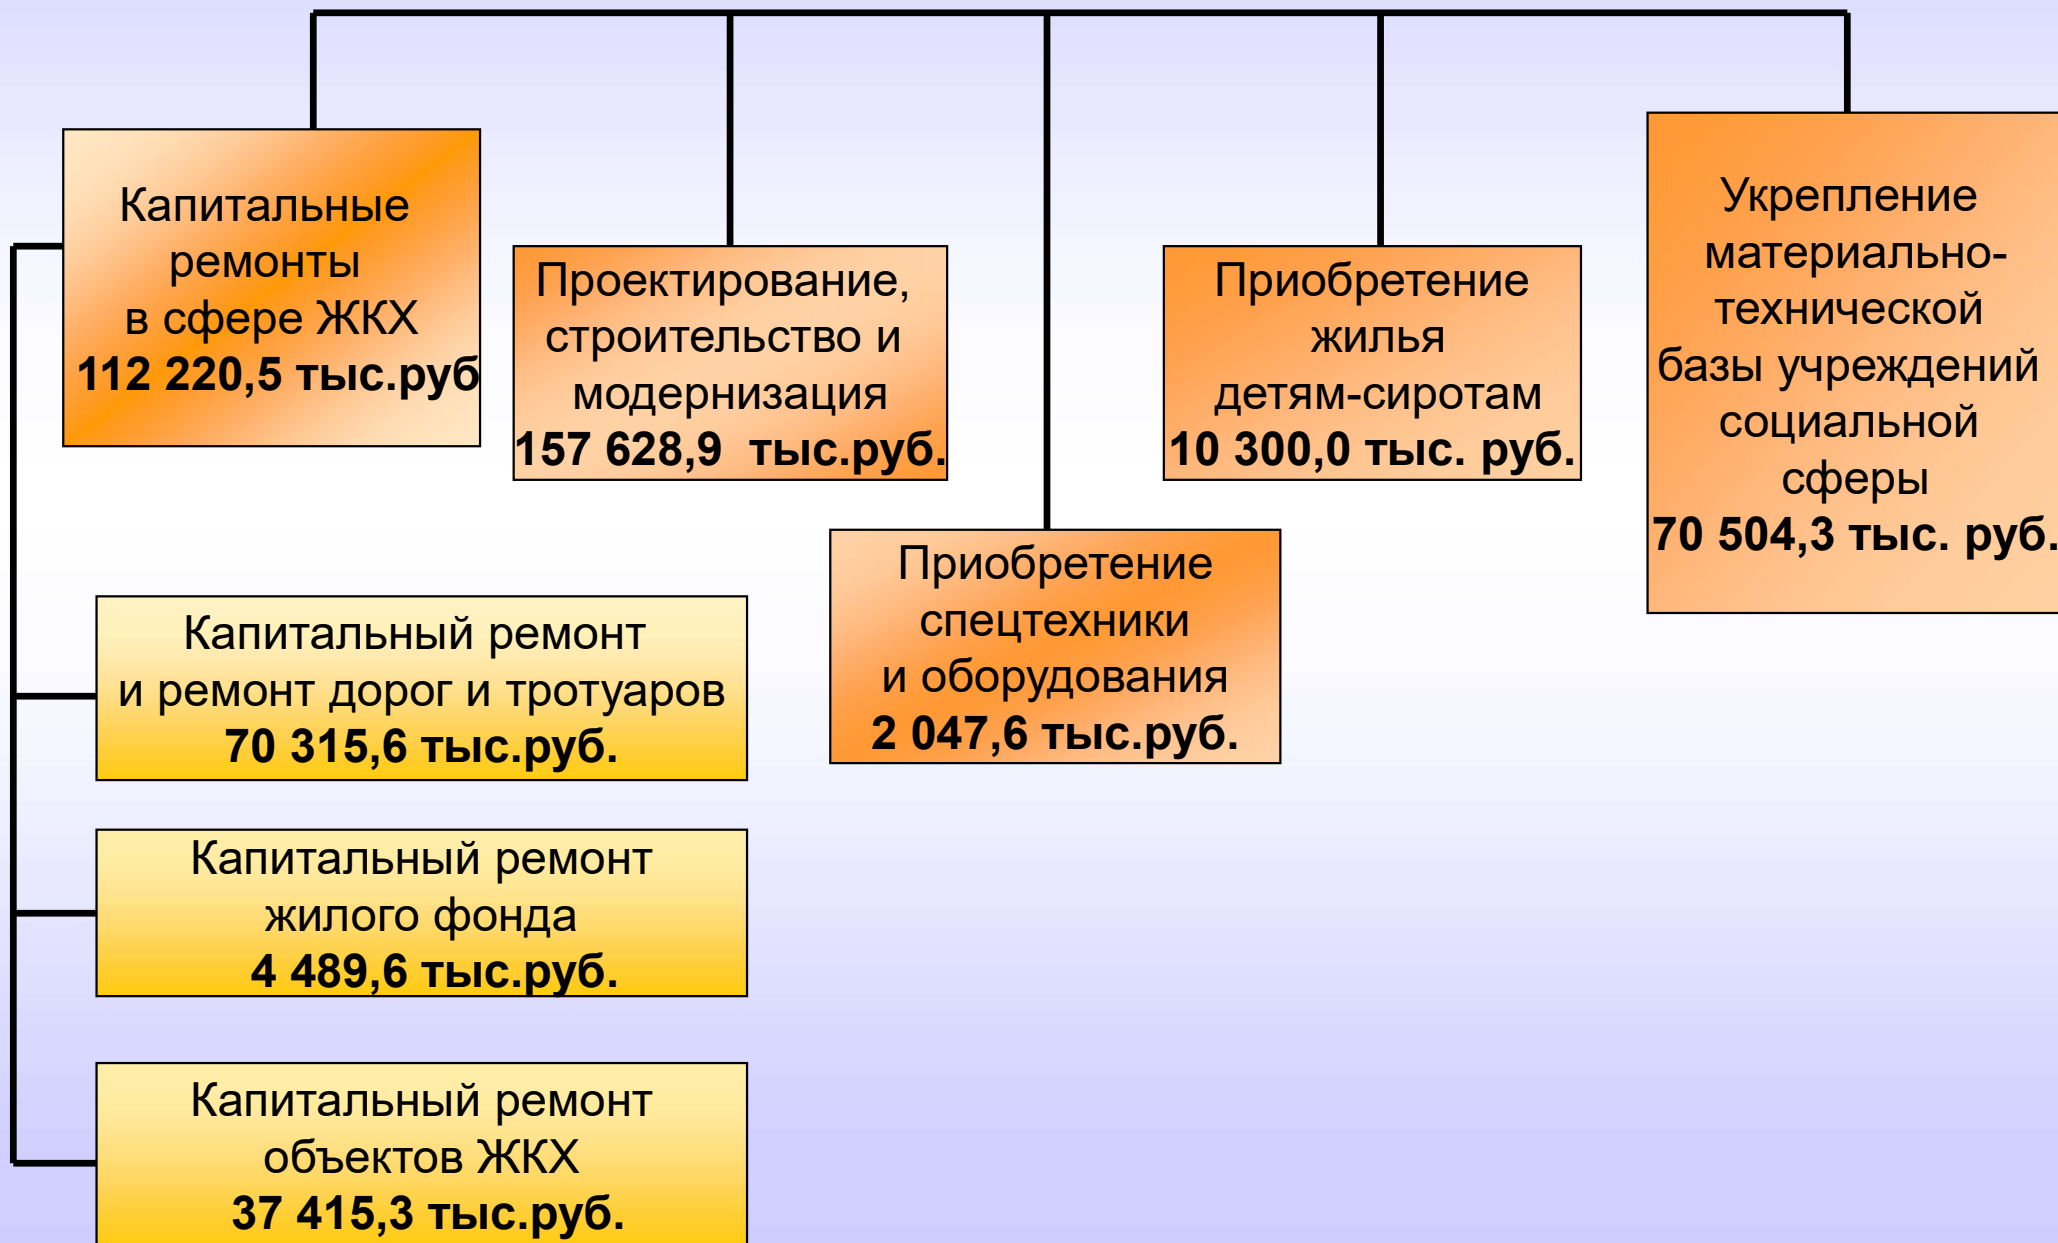 Капитальные
ремонты
в сфере ЖКХ
112 220,5 тыс.руб
Проектирование,
строительство и
модернизация
157 628,9 тыс.руб.
Приобретение
спецтехники
и оборудования
2 047,6 тыс.руб.
Приобретение
жилья
детям-сиротам
10 300,0 тыс. руб.
Укрепление
материально-
технической
базы учреждений
социальной
сферы
70 504,3 тыс. руб.
Капитальный ремонт
и ремонт дорог и тротуаров
70 315,6 тыс.руб.
Капитальный ремонт
жилого фонда
4 489,6 тыс.руб.
Капитальный ремонт
объектов ЖКХ
37 415,3 тыс.руб.